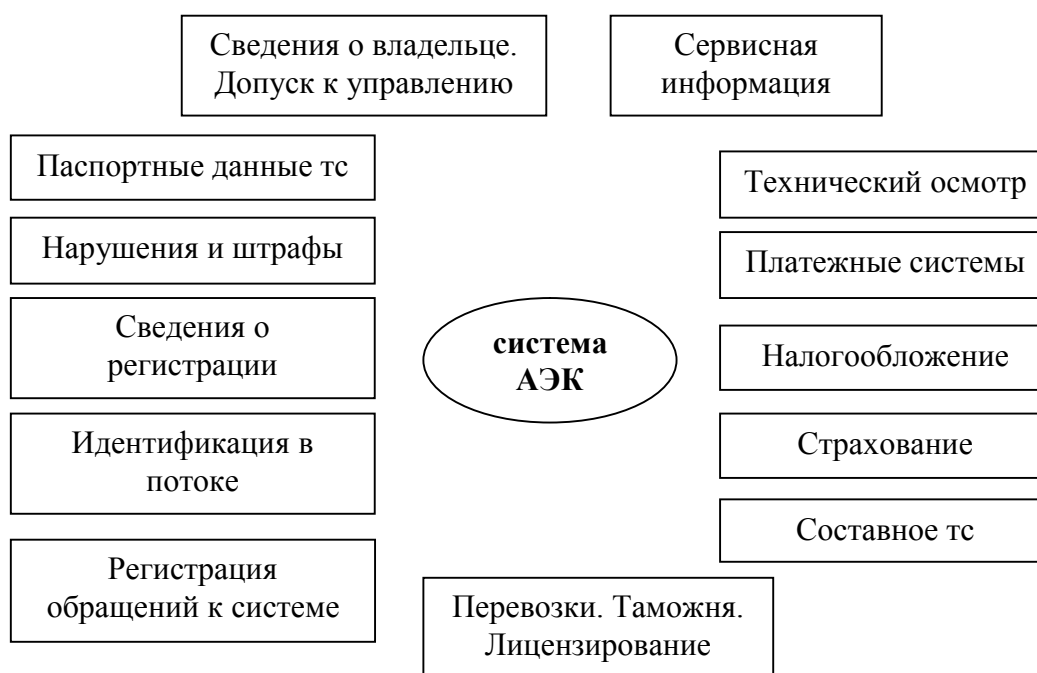 Сведения о владельце.
Допуск к управлению
Сервисная
информация
Паспортные данные тс
Нарушения и штрафы
Сведения о
регистрации
Идентификация в
потоке
Регистрация
обращений к системе
система
АЭК
Технический осмотр
Платежные системы
Налогообложение
Страхование
Составное тс
Перевозки. Таможня.
Лицензирование